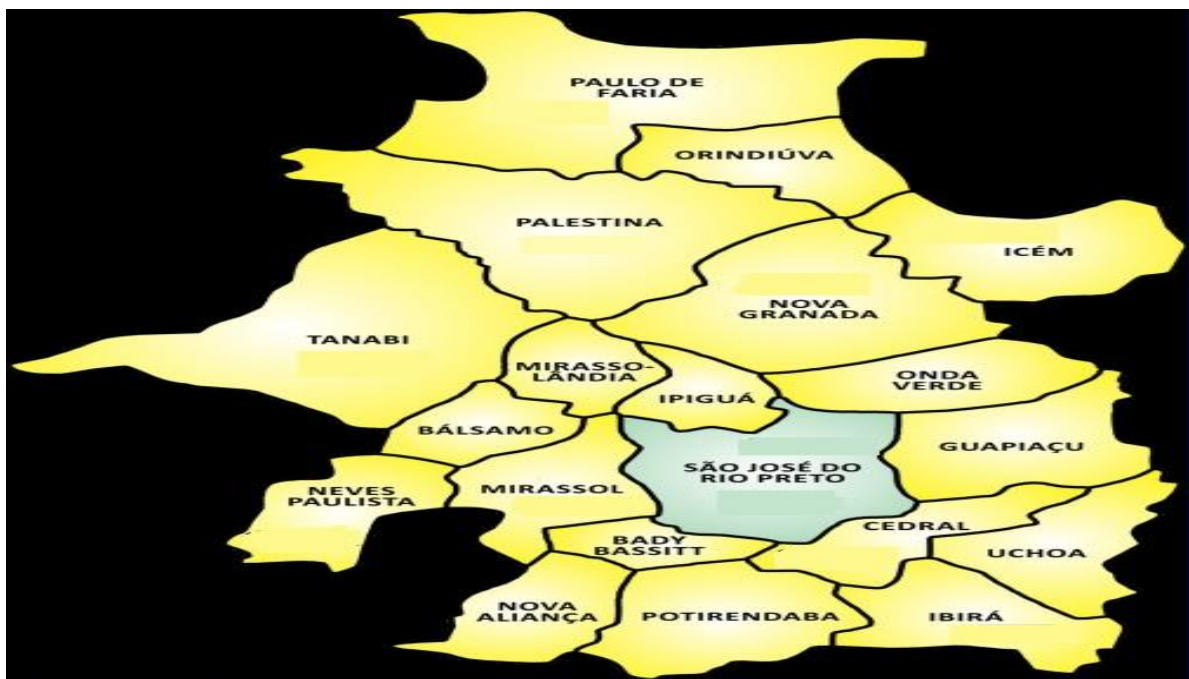 PAULO DE
FARIA
ORINDIÚVA
PALESTINA
ICÉM
NOVA
GRANADA
TANABI
MIRASSO-
LÂNDIA
ONDA
VERDE
IPIGUÁ
BÁLSAMO
GUAPIAÇU
SÃO JOSÉ DO
RIO PRETO
NEVES
PAULISTA
MIRASSOL
CEDRAL
BADY
BASSITT
UCHOA
NOVA
ALIANÇA
POTIRENDABA
IBIRÁ